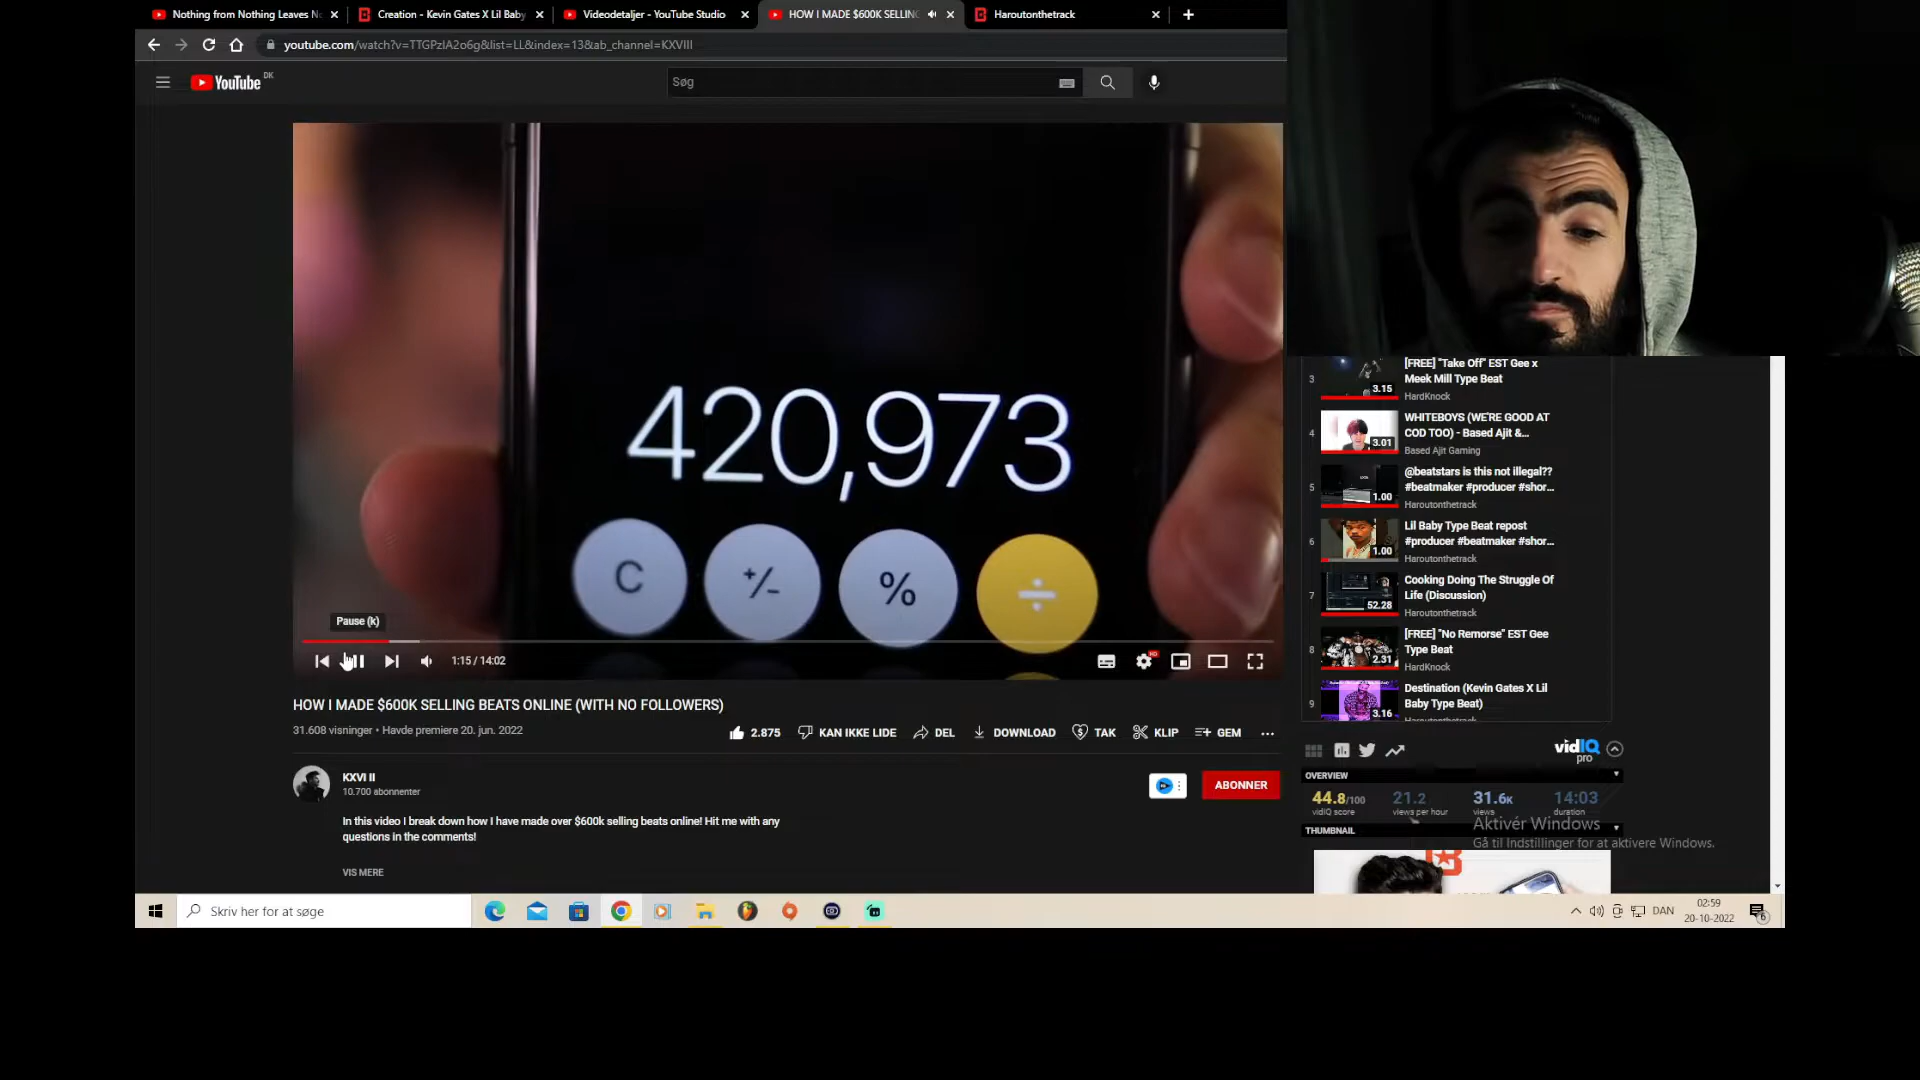 Nothing from Nothing Leaves N
Creation - Kevin Gates X Lil Baby
Videodetaljer - YouTube Studio
HOW I MADE $600K SELLING
Haroutonthetrack
youtube.com/watch?v=TTGPzIA2o6g&list=LL&index=13&ab_channel=KXVIII
YouTube DK
Søg
420,973
C +/- % ÷
Pause (k)
1:15 / 14:02
HD
HOW I MADE $600K SELLING BEATS ONLINE (WITH NO FOLLOWERS)
31.608 visninger • Havde premiere 20. jun. 2022
2.875 KAN IKKE LIDE DEL DOWNLOAD TAK KLIP GEM
KXVI II
10.700 abonnenter
ABONNER
In this video I break down how I have made over $600k selling beats online! Hit me with any
questions in the comments!
VIS MERE
3
3.15
[FREE] "Take Off" EST Gee x
Meek Mill Type Beat
HardKnock
4
3.01
WHITEBOYS (WE'RE GOOD AT
COD TOO) - Based Ajit &...
Based Ajit Gaming
5
1.00
@beatstars is this not illegal??
#beatmaker #producer #shor...
Haroutonthetrack
6
1.00
Lil Baby Type Beat repost
#producer #beatmaker #shor...
Haroutonthetrack
7
52.28
Cooking Doing The Struggle Of
Life (Discussion)
Haroutonthetrack
8
2.31
[FREE] "No Remorse" EST Gee
Type Beat
HardKnock
9
3.16
Destination (Kevin Gates X Lil
Baby Type Beat)
Haroutonthetrack
vidIQ
pro
OVERVIEW
44.8/100 21.2 31.6K 14:03
vidIQ score views per hour views duration
THUMBNAIL
Aktivér Windows
Gå til Indstillinger for at aktivere Windows.
Skriv her for at søge
DAN
02:59
20-10-2022
6